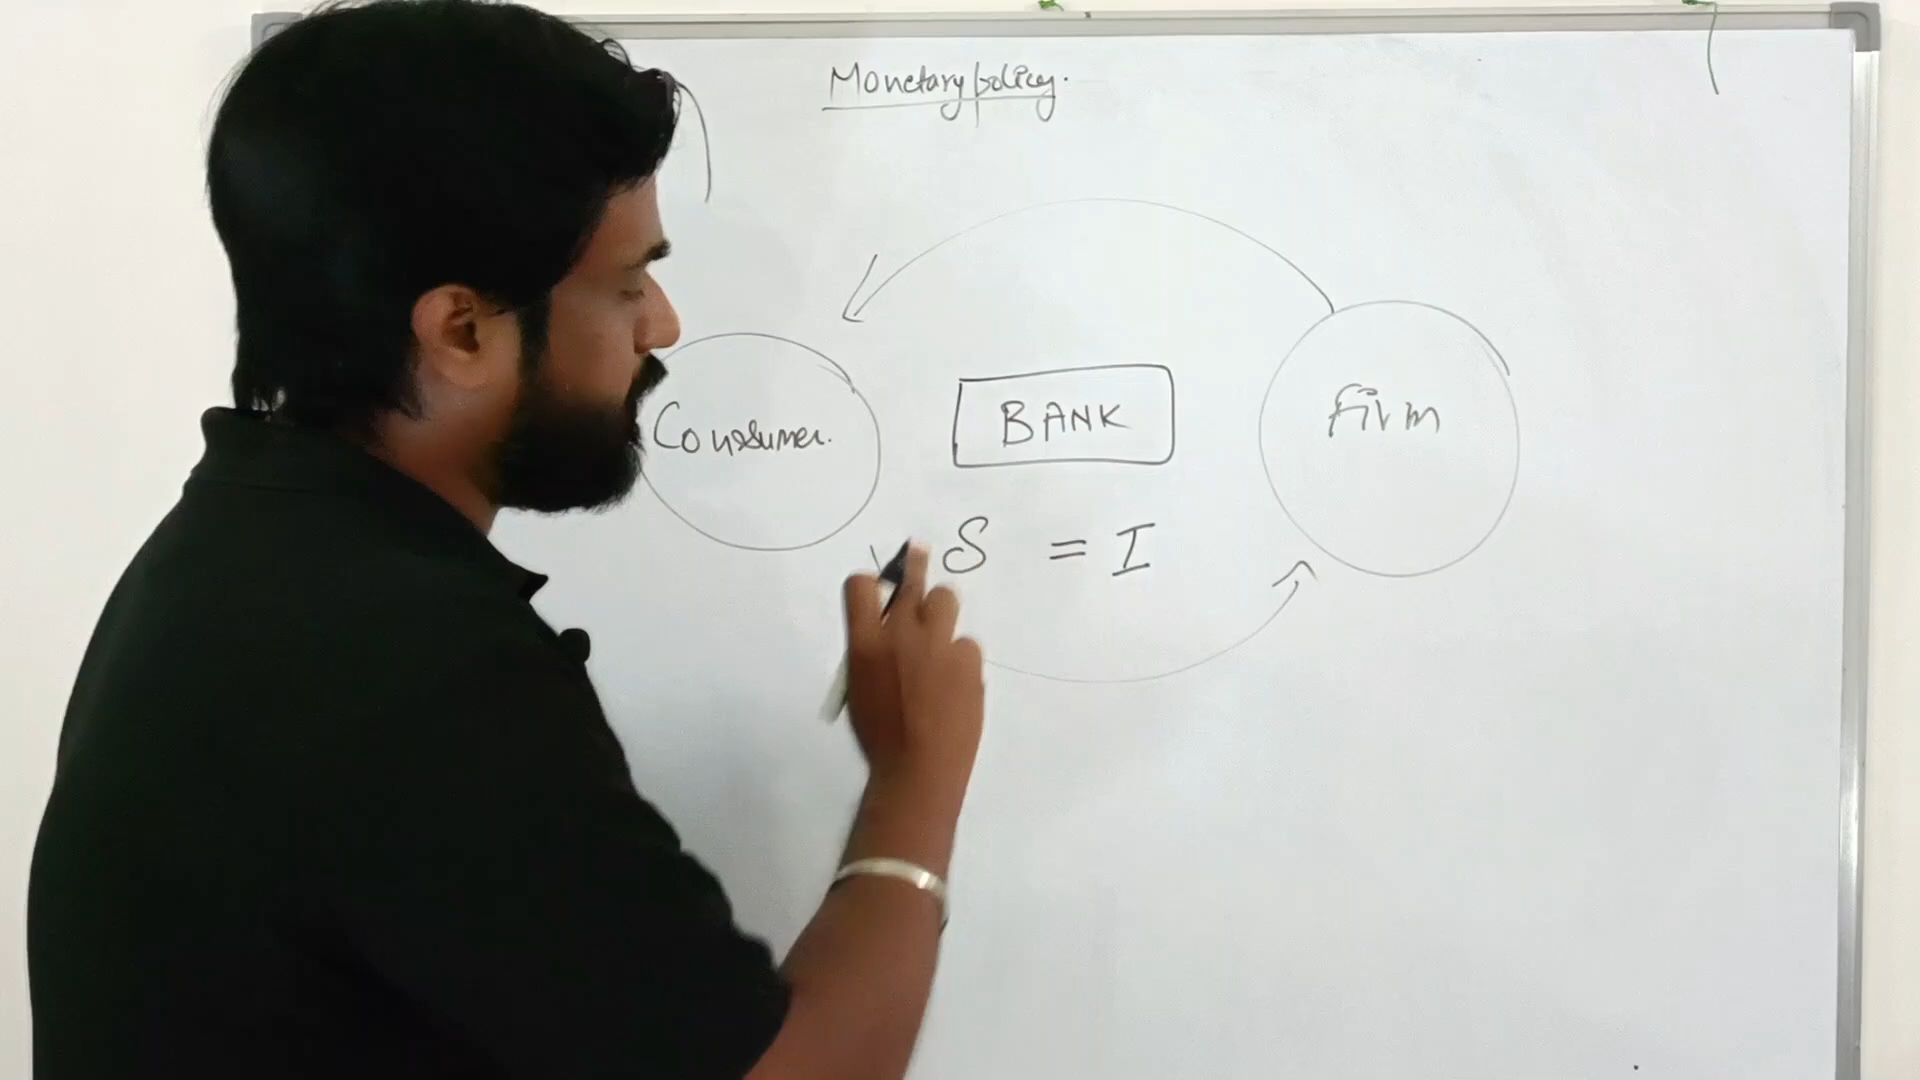 Monetary policy.
Consumer.
BANK
Firm
S = I